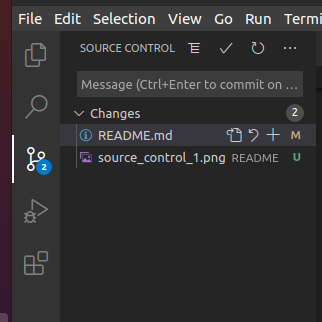 File Edit Selection View Go Run Termi
SOURCE CONTROL
Message (Ctrl+Enter to commit on …
Changes 2
README.md M
2
source_control_1.png README U